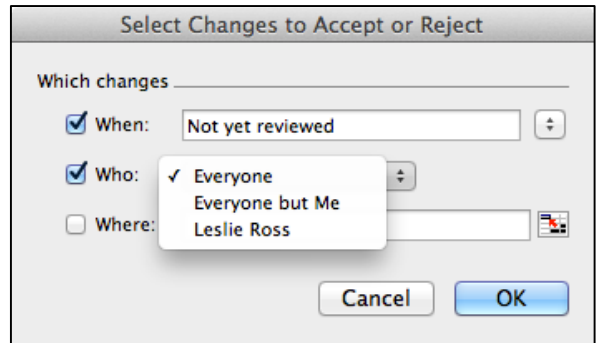 Select Changes to Accept or Reject
Which changes
When: Not yet reviewed
Who: ✓ Everyone
Everyone but Me
Leslie Ross
Where:
Cancel OK